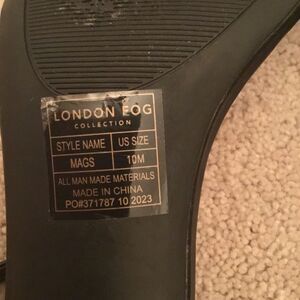 LONDON FOG
COLLECTION
STYLE NAME US SIZE
MAGS 10M
ALL MAN MADE MATERIALS
MADE IN CHINA
PO#371787 10 2023